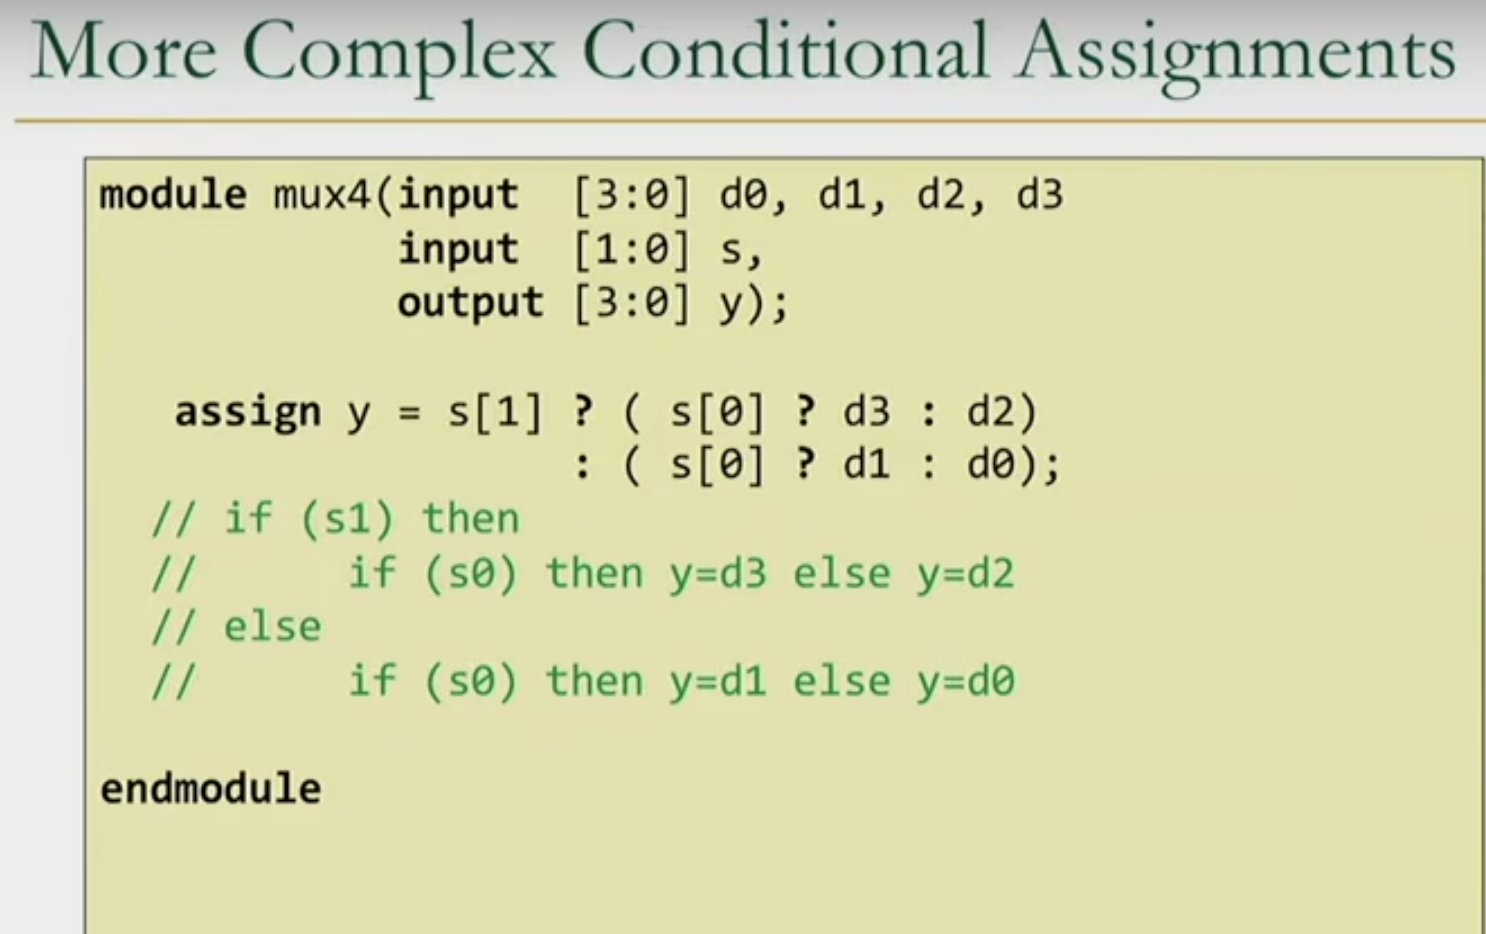 More Complex Conditional Assignments
module mux4(input  [3:0] d0, d1, d2, d3
            input  [1:0] s,
            output [3:0] y);
   assign y = s[1] ? ( s[0] ? d3 : d2)
                   : ( s[0] ? d1 : d0);
  // if (s1) then
  //      if (s0) then y=d3 else y=d2
  // else
  //      if (s0) then y=d1 else y=d0
endmodule